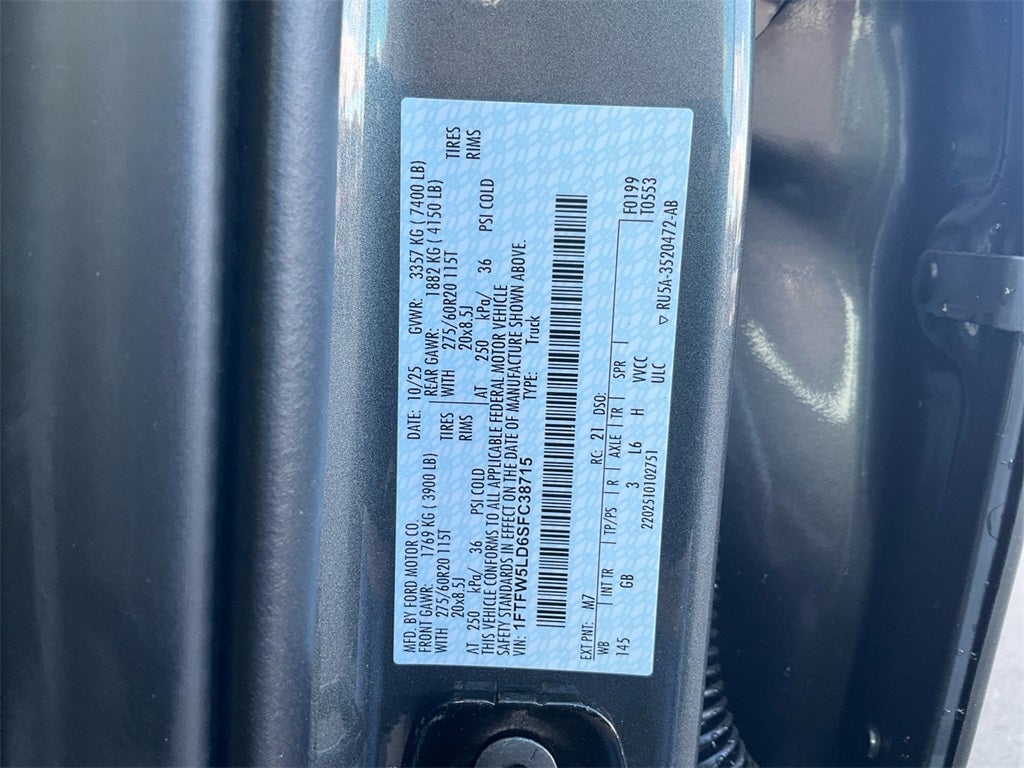 MFD. BY FORD MOTOR CO. DATE: 10/25 GVWR: 3357 KG ( 7400 LB)
FRONT GAWR: 1769 KG ( 3900 LB) REAR GAWR: 1882 KG ( 4150 LB)
WITH 275/60R20 115T TIRES WITH 275/60R20 115T TIRES
20x8.5J RIMS 20x8.5J RIMS
AT 250 kPa/ 36 PSI COLD AT 250 kPa/ 36 PSI COLD
THIS VEHICLE CONFORMS TO ALL APPLICABLE FEDERAL MOTOR VEHICLE
SAFETY STANDARDS IN EFFECT ON THE DATE OF MANUFACTURE SHOWN ABOVE.
VIN: 1FTFW5LD6SFC38715 TYPE: Truck
EXT PNT: M7 RC: 21 DSO: F0199
WB INT TR TP/PS R AXLE TR SPR T0553
145 GB 3 L6 H VVCC
ULC
2202510102751 ▽ RU5A-3520472-AB